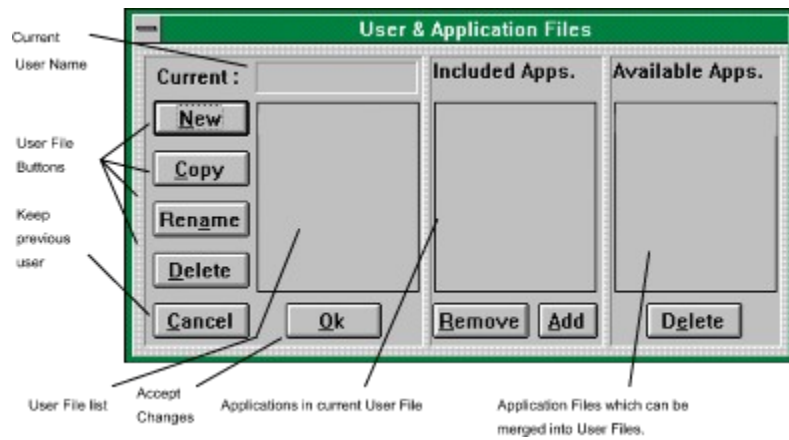 Current
User Name
User File
Buttons
Keep
previous
user
User & Application Files
Current :
New
Copy
Rename
Delete
Cancel
Ok
Included Apps.
Remove
Add
Available Apps.
Delete
User File list
Accept
Changes
Applications in current User File
Application Files which can be
merged into User Files.